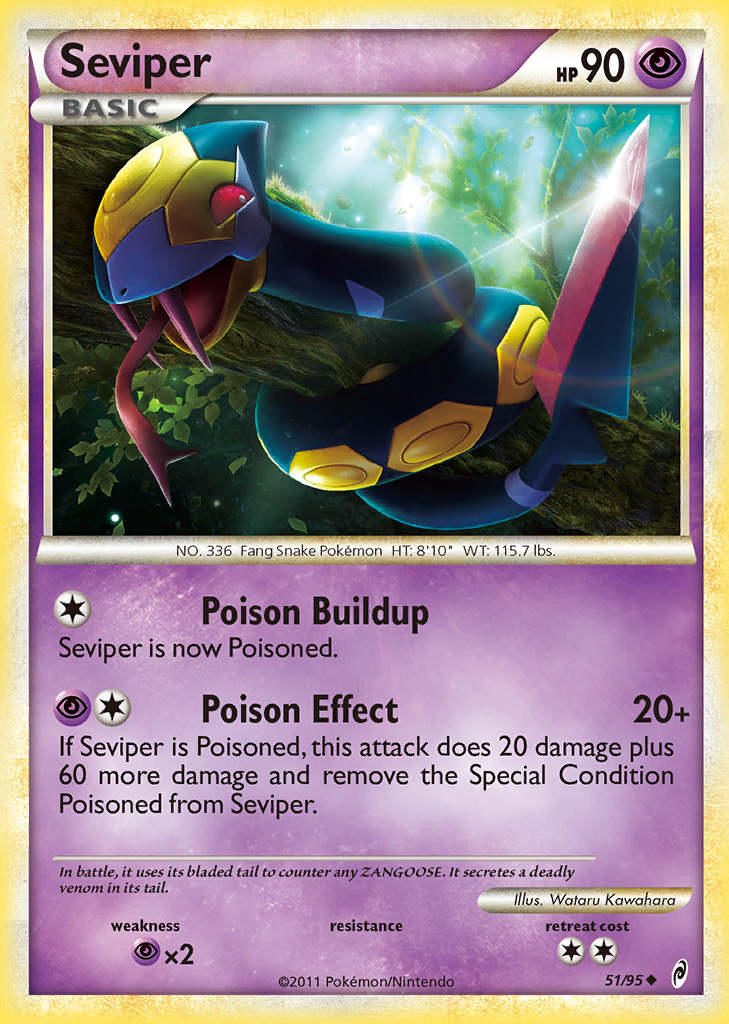 Seviper
HP 90
BASIC
NO. 336 Fang Snake Pokémon HT: 8'10" WT: 115.7 lbs.
Poison Buildup
Seviper is now Poisoned.
Poison Effect 20+
If Seviper is Poisoned, this attack does 20 damage plus
60 more damage and remove the Special Condition
Poisoned from Seviper.
In battle, it uses its bladed tail to counter any ZANGOOSE. It secretes a deadly
venom in its tail.
Illus. Wataru Kawahara
weakness resistance retreat cost
×2
©2011 Pokémon/Nintendo 51/95